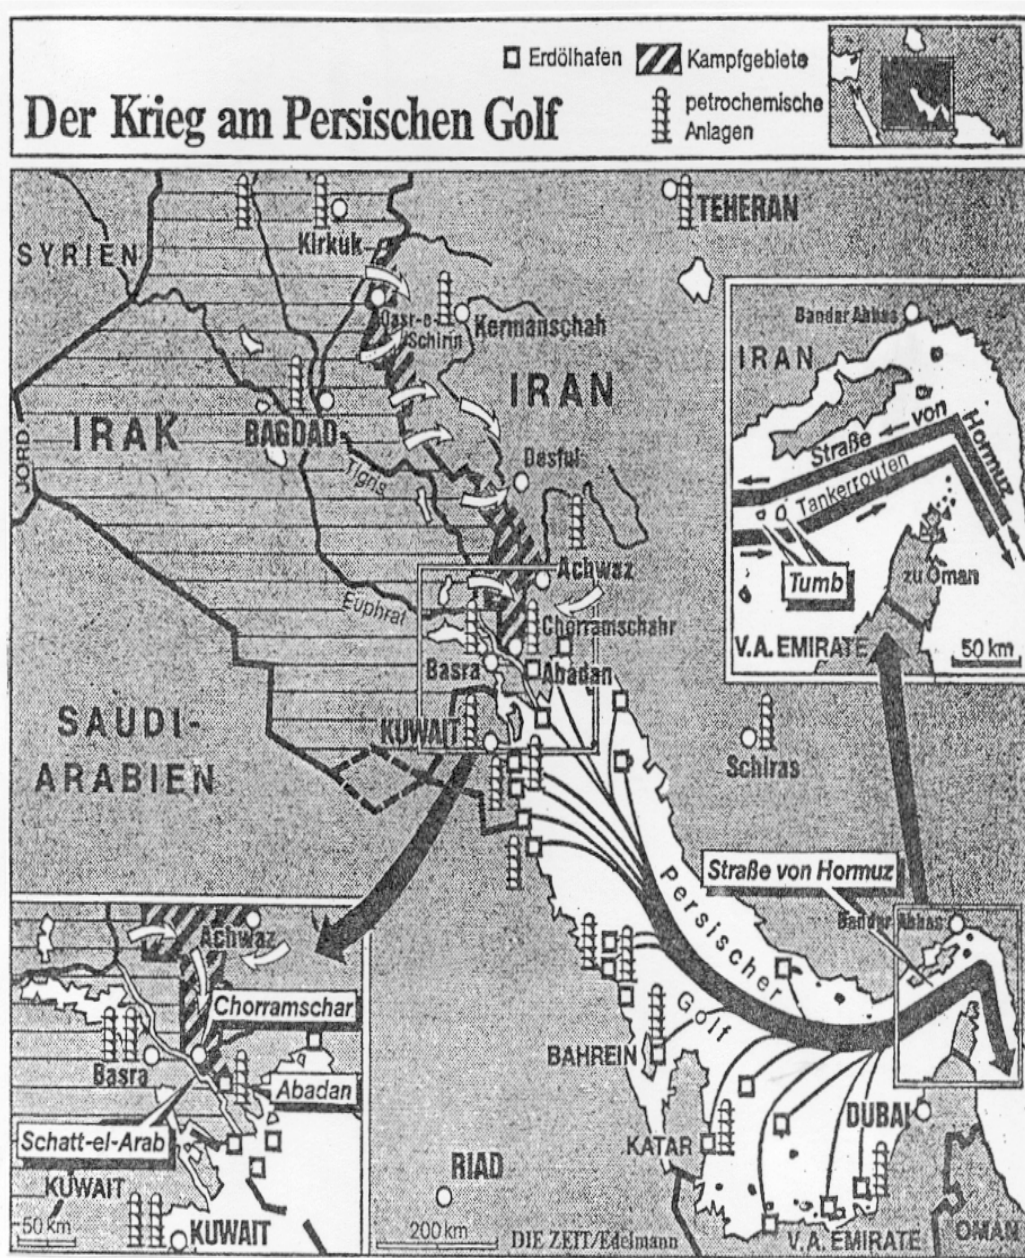 Erdölhafen
Kampfgebiete
Der Krieg am Persischen Golf
petrochemische
Anlagen
TEHERAN
SYRIEN
Kirkuk
Qasr-e-
Schirin
Kermanschah
IRAN
IRAK
BAGDAD
Tigris
JORD.
Desful
Achwaz
Euphrat
Chorramschahr
Basra
Abadan
KUWAIT
SAUDI-
ARABIEN
Schiras
Bandar Abbas
IRAN
Straße von Hormuz
Tankerrouten
Tumb
zu Oman
V.A. EMIRATE
50 km
Straße von Hormuz
Bandar Abbas
Persischer
Golf
BAHREIN
KATAR
DUBAI
RIAD
200 km
DIE ZEIT/Edelmann
V.A. EMIRATE
OMAN
Achwaz
Chorramschar
Basra
Abadan
Schatt-el-Arab
KUWAIT
50 km
KUWAIT